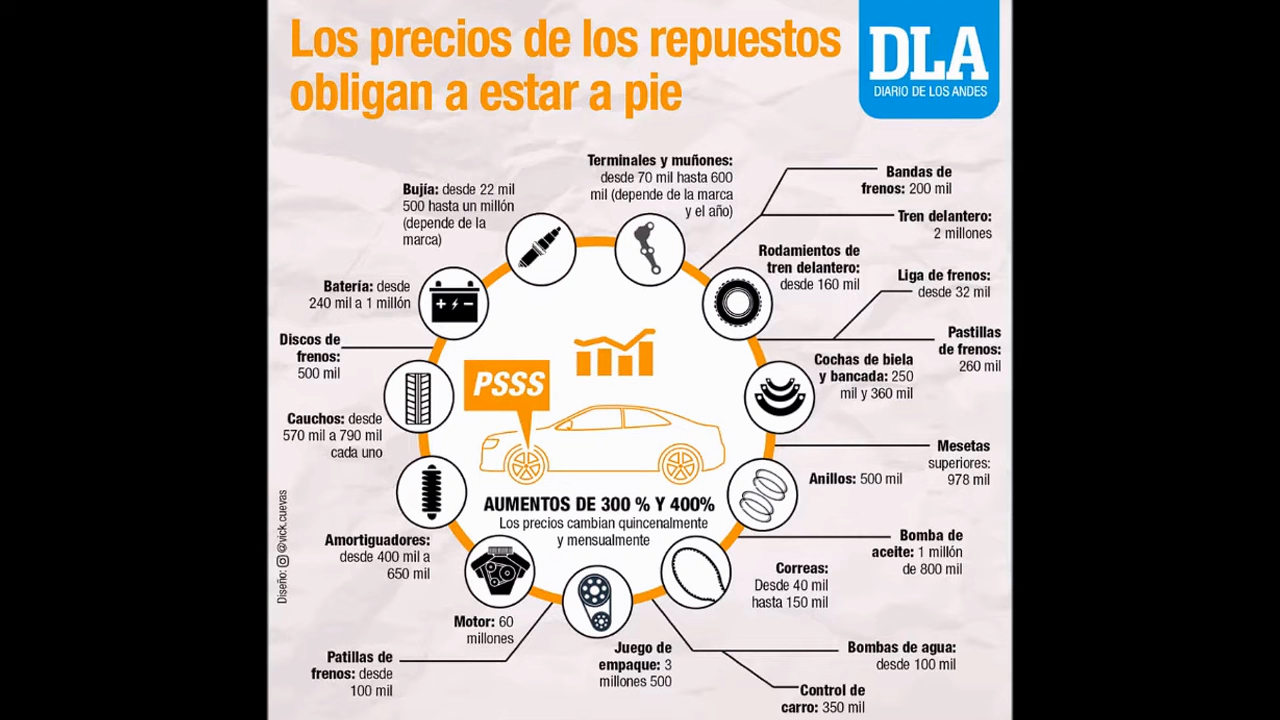 Los precios de los repuestos
obligan a estar a pie
DLA
DIARIO DE LOS ANDES
Terminales y muñones:
desde 70 mil hasta 600
mil (depende de la marca
y el año)
Bujía: desde 22 mil
500 hasta un millón
(depende de la
marca)
Bandas de
frenos: 200 mil
Tren delantero:
2 millones
Rodamientos de
tren delantero:
desde 160 mil
Liga de frenos:
desde 32 mil
Batería: desde
240 mil a 1 millón
Discos de
frenos:
500 mil
Pastillas
de frenos:
260 mil
Cochas de biela
y bancada: 250
mil y 360 mil
PSSS
Cauchos: desde
570 mil a 790 mil
cada uno
Mesetas
superiores:
978 mil
Anillos: 500 mil
AUMENTOS DE 300 % Y 400%
Los precios cambian quincenalmente
y mensualmente
Amortiguadores:
desde 400 mil a
650 mil
Bomba de
aceite: 1 millón
de 800 mil
Correas:
Desde 40 mil
hasta 150 mil
Motor: 60
millones
Juego de
empaque: 3
millones 500
Patillas de
frenos: desde
100 mil
Bombas de agua:
desde 100 mil
Control de
carro: 350 mil
Diseño: @vick.cuevas